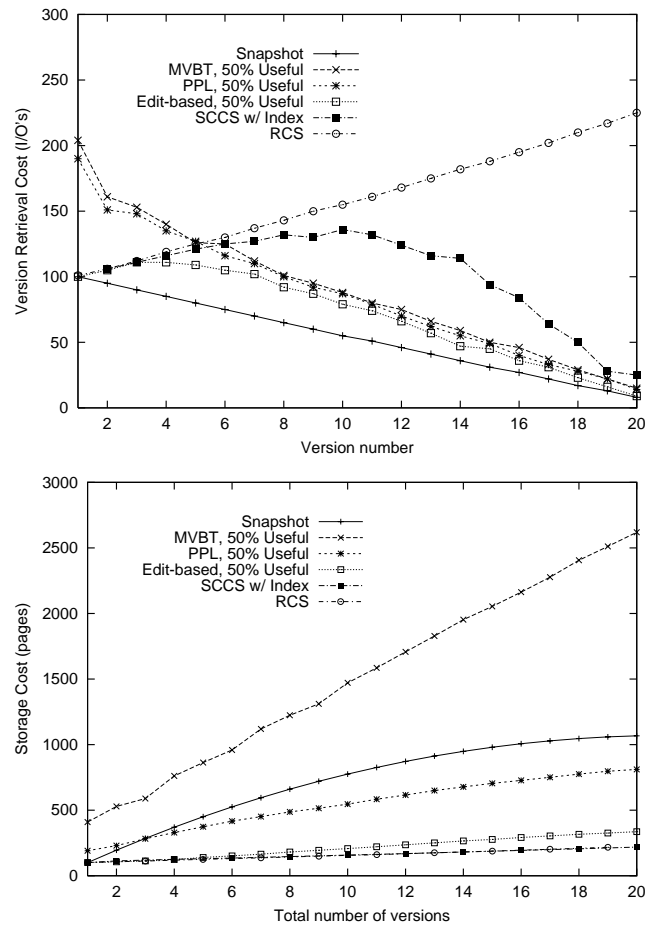 300
250
200
150
100
50
0
Version Retrieval Cost (I/O's)
Snapshot
MVBT, 50% Useful
PPL, 50% Useful
Edit-based, 50% Useful
SCCS w/ Index
RCS
2 4 6 8 10 12 14 16 18 20
Version number
3000
2500
2000
1500
1000
500
0
Storage Cost (pages)
Snapshot
MVBT, 50% Useful
PPL, 50% Useful
Edit-based, 50% Useful
SCCS w/ Index
RCS
2 4 6 8 10 12 14 16 18 20
Total number of versions